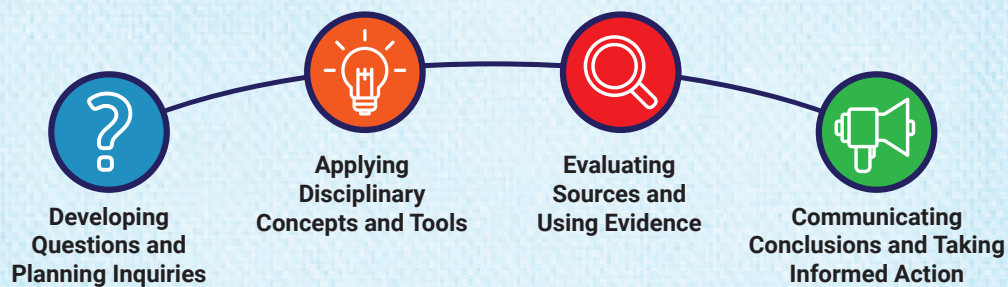 Developing
Questions and
Planning Inquiries
Applying
Disciplinary
Concepts and Tools
Evaluating
Sources and
Using Evidence
Communicating
Conclusions and Taking
Informed Action